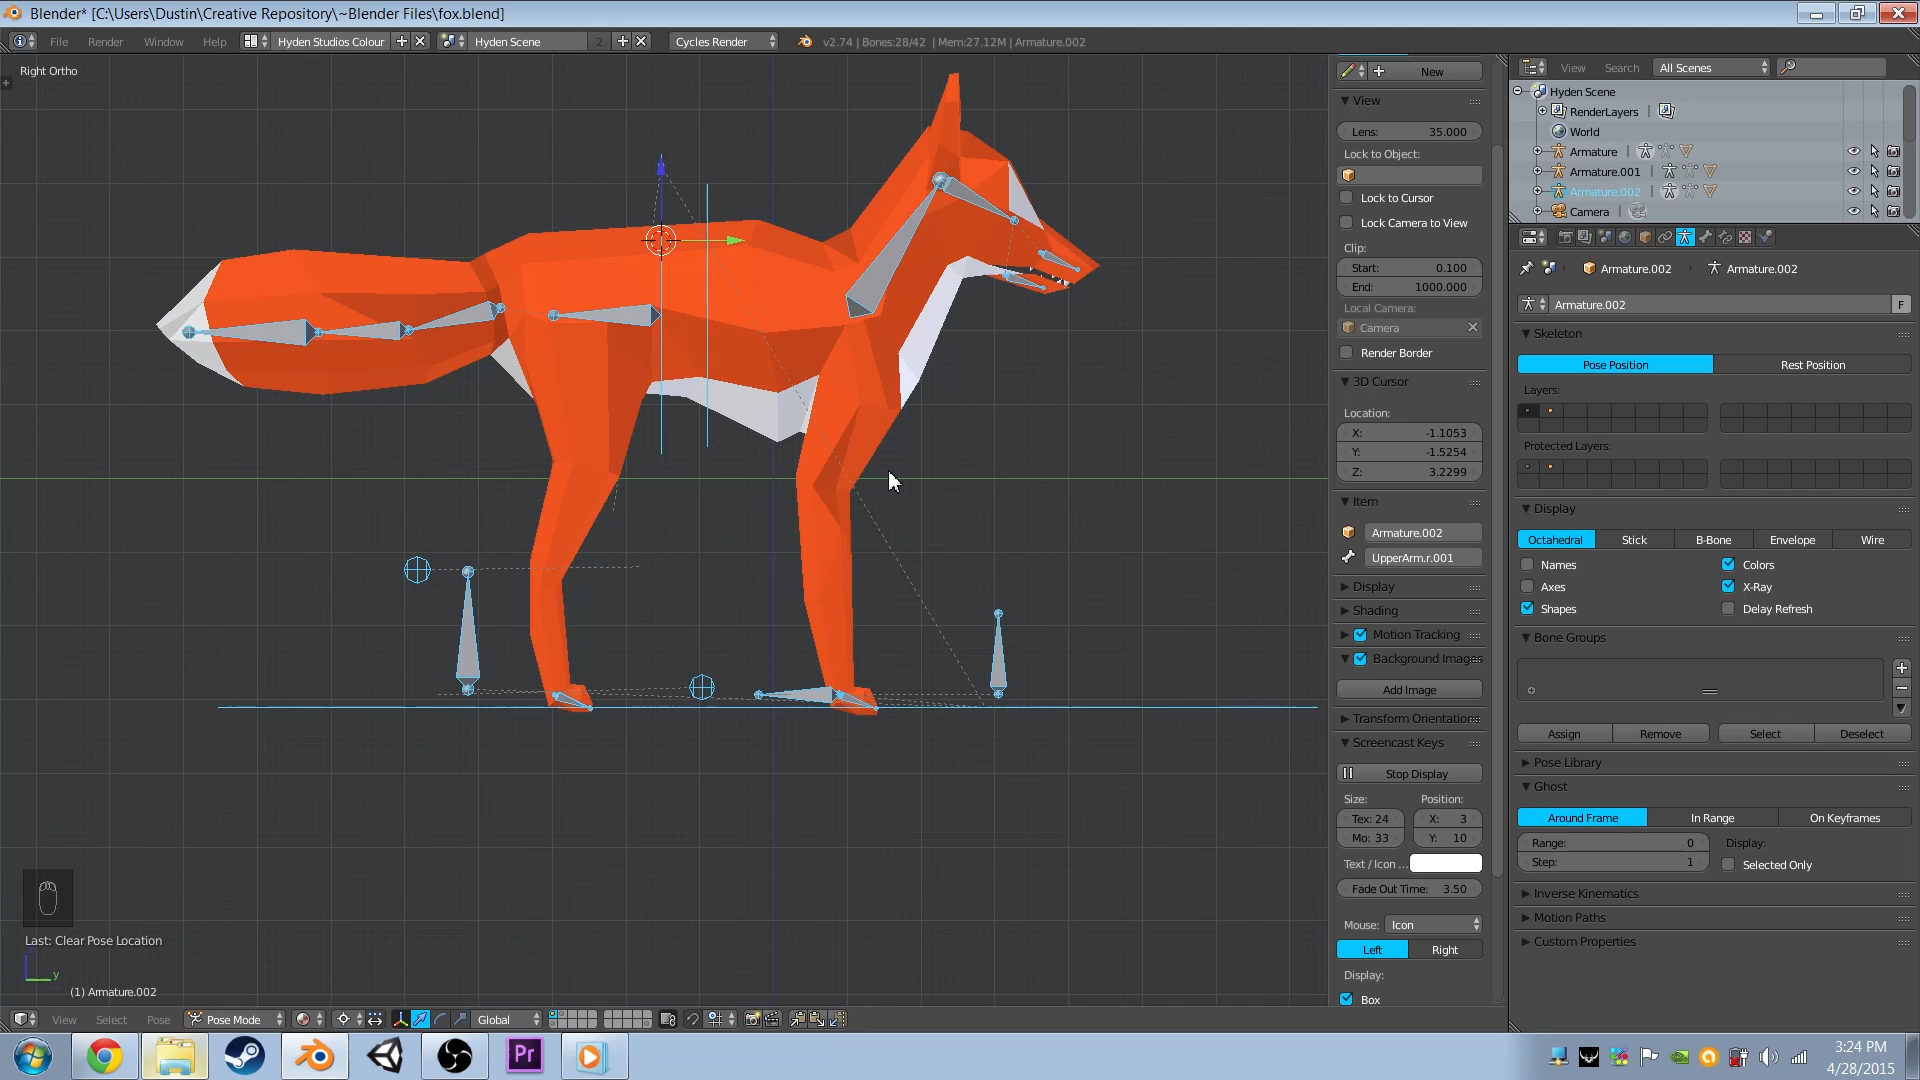 Blender* [C:\Users\Dustin\Creative Repository\~Blender Files\fox.blend]
File Render Window Help Hyden Studios Colour Hyden Scene 2 Cycles Render v2.74 | Bones:28/42 | Mem:27.12M | Armature.002
Right Ortho
New
View
Lens: 35.000
Lock to Object:
Lock to Cursor
Lock Camera to View
Clip:
Start: 0.100
End: 1000.000
Local Camera:
Camera
Render Border
3D Cursor
Location:
X: -1.1053
Y: -1.5254
Z: 3.2299
Item
Armature.002
UpperArm.r.001
Display
Shading
Motion Tracking
Background Images
Add Image
Transform Orientations
Screencast Keys
Stop Display
Size: Position:
Tex: 24 X: 3
Mo: 33 Y: 10
Text / Icon ...
Fade Out Time: 3.50
Mouse: Icon
Left Right
Display:
Box
View Search All Scenes
Hyden Scene
RenderLayers
World
Armature
Armature.001
Armature.002
Camera
Armature.002 Armature.002
Armature.002 F
Skeleton
Pose Position Rest Position
Layers:
Protected Layers:
Display
Octahedral Stick B-Bone Envelope Wire
Names Colors
Axes X-Ray
Shapes Delay Refresh
Bone Groups
Assign Remove Select Deselect
Pose Library
Ghost
Around Frame In Range On Keyframes
Range: 0 Display:
Step: 1 Selected Only
Inverse Kinematics
Motion Paths
Custom Properties
Last: Clear Pose Location
y
(1) Armature.002
View Select Pose Pose Mode Global
Pr
3:24 PM
4/28/2015